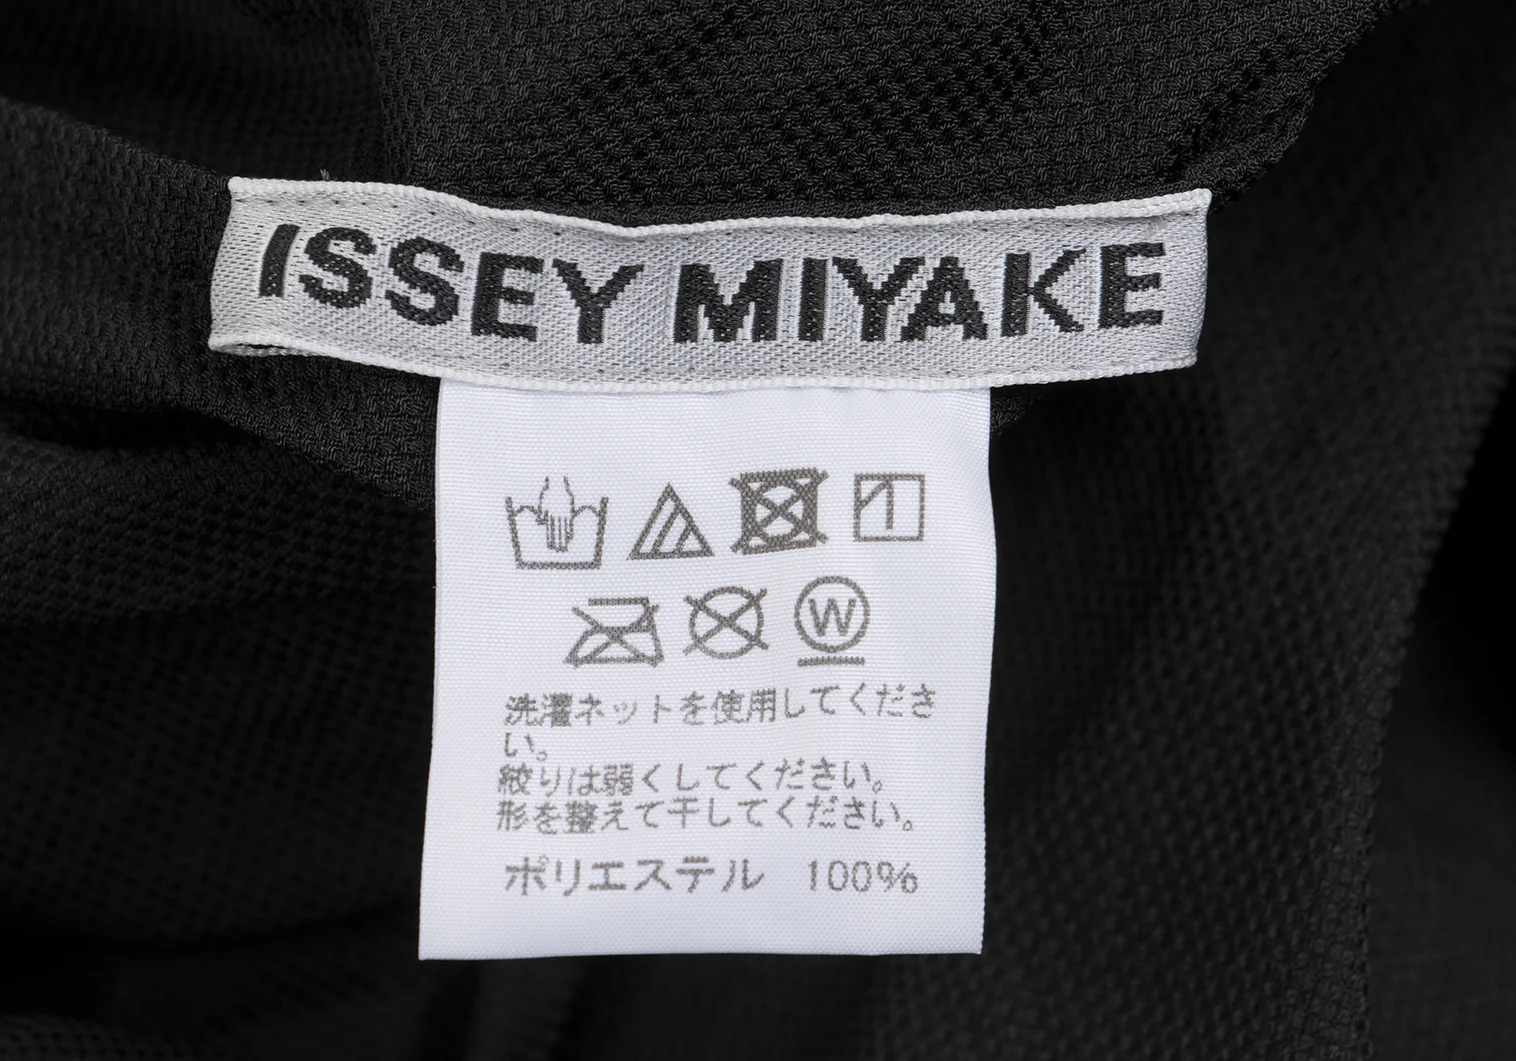 ISSEY MIYAKE
W
洗濯ネットを使用してくださ
い。
絞りは弱くしてください。
形を整えて干してください。
ポリエステル 100%